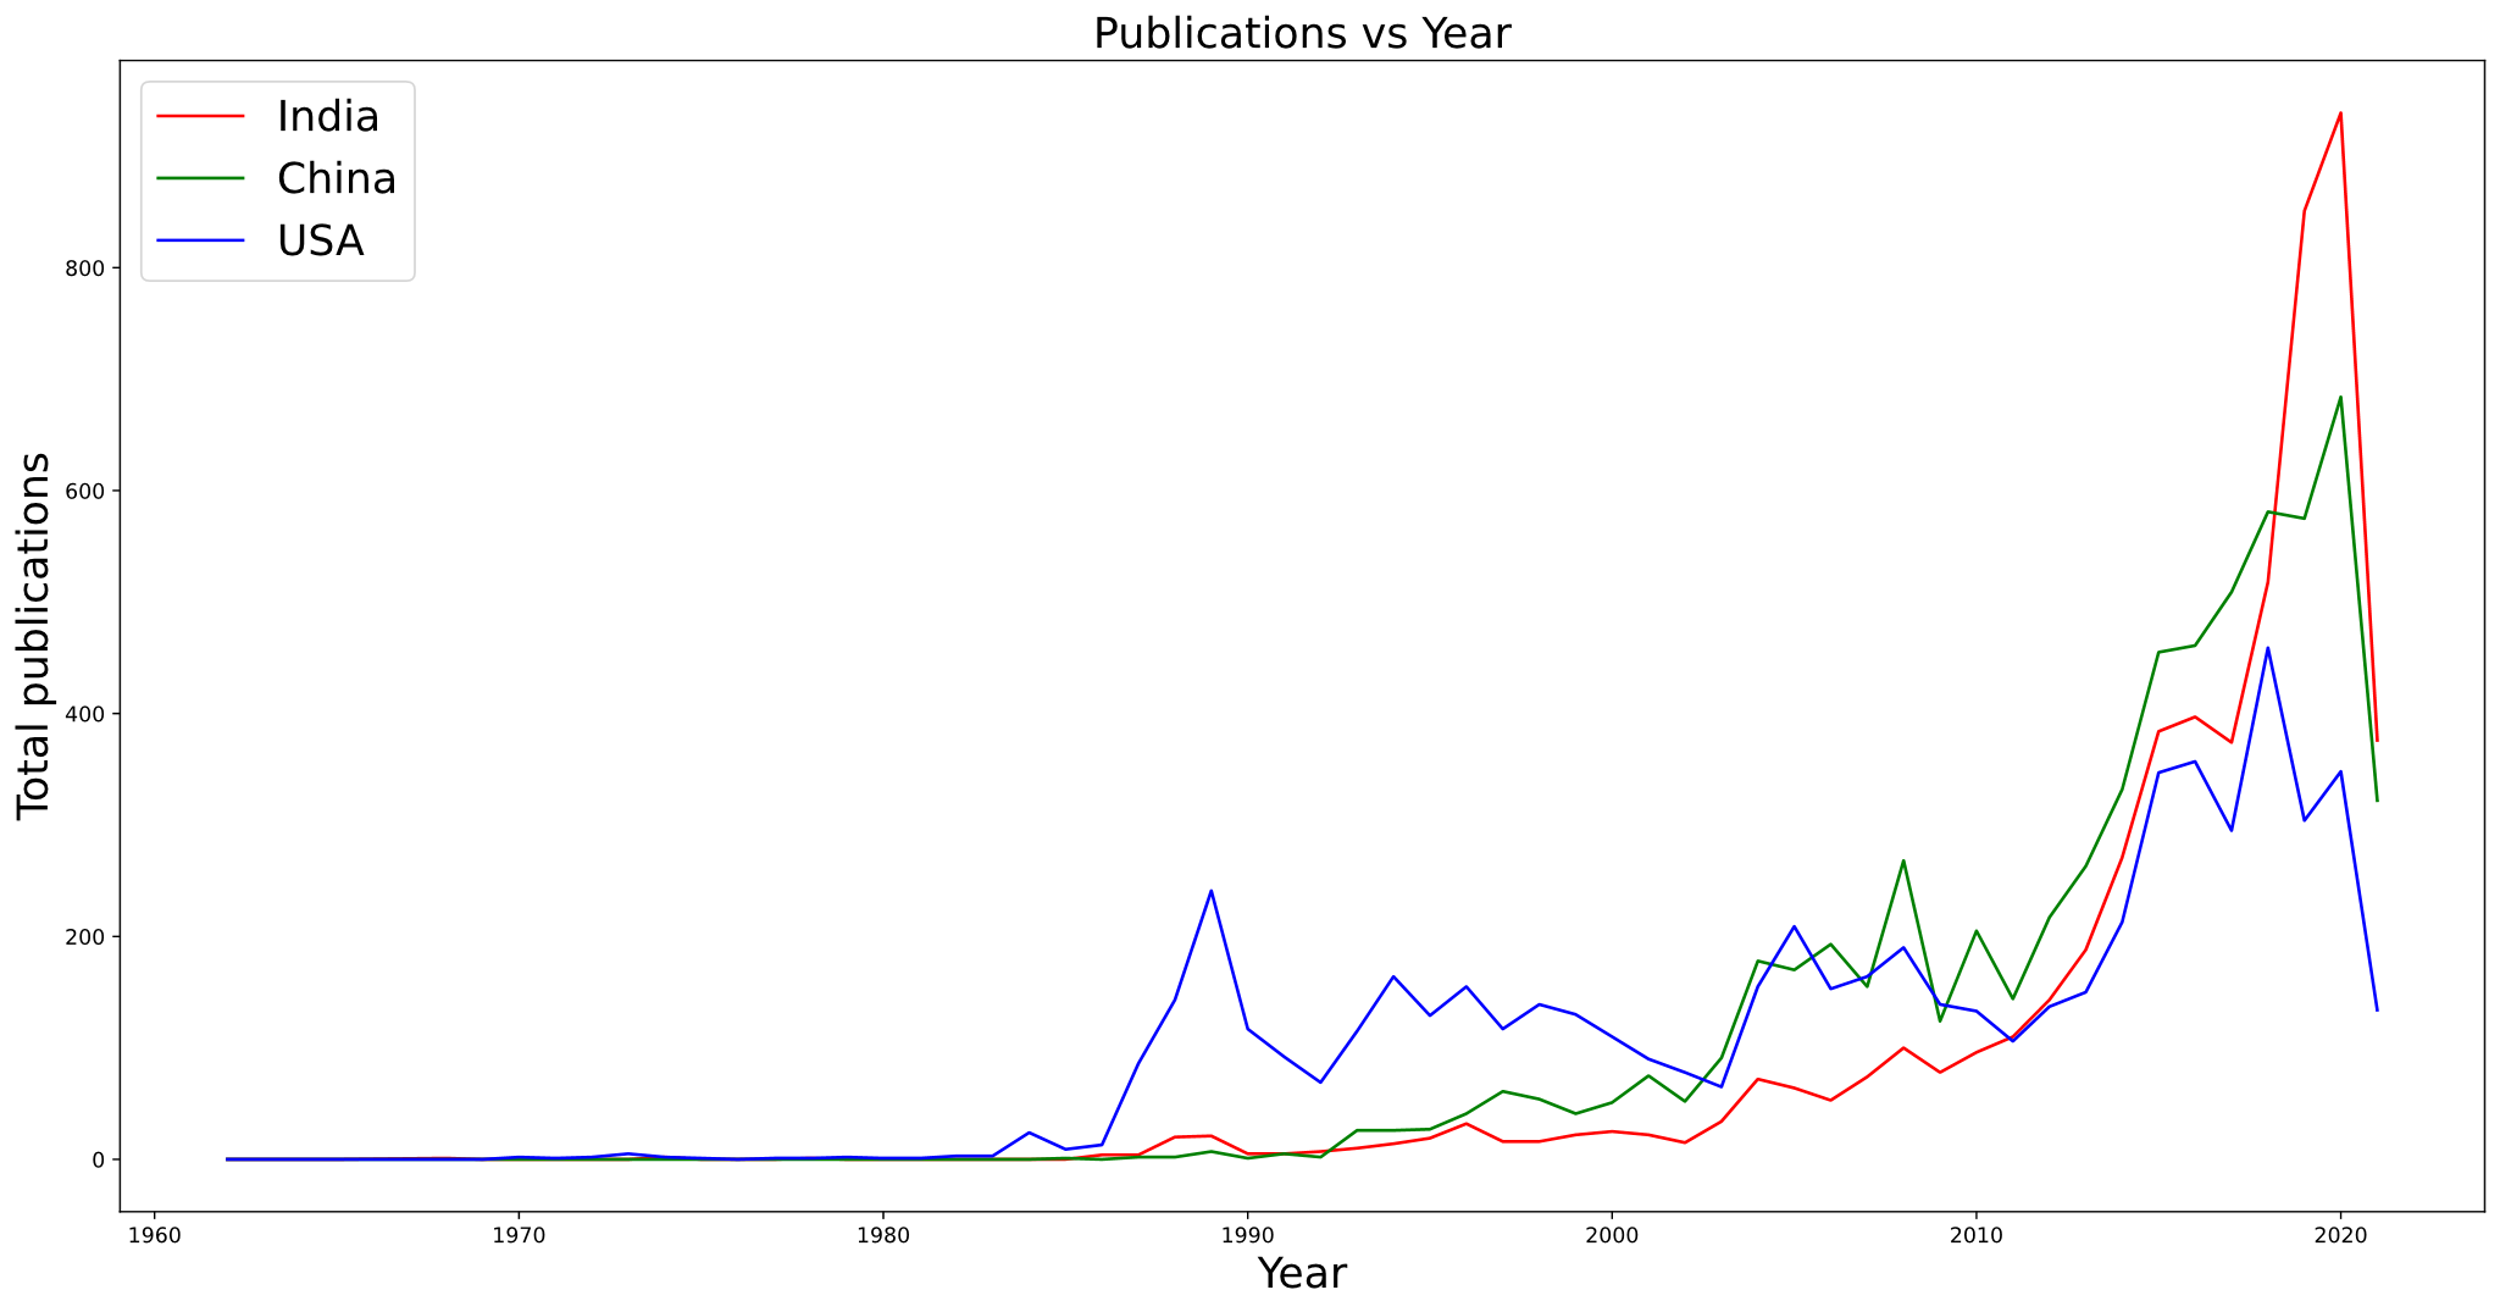 Publications vs Year
India
China
USA
Total publications
800
600
400
200
0
1960 1970 1980 1990 2000 2010 2020
Year